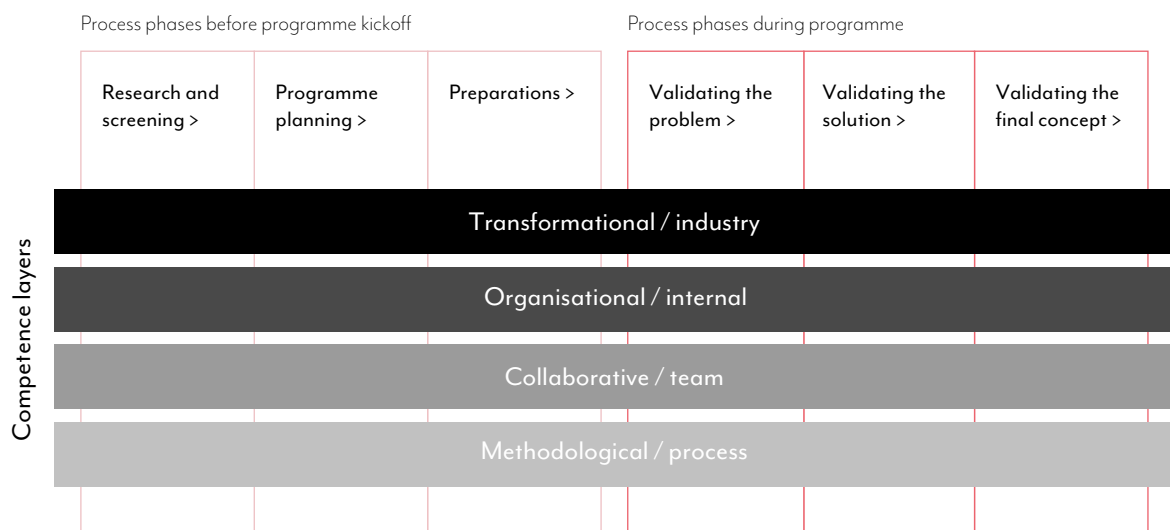 Process phases before programme kickoff
Process phases during programme
Research and
screening >
Programme
planning >
Preparations >
Validating the
problem >
Validating the
solution >
Validating the
final concept >
Competence layers
Transformational / industry
Organisational / internal
Collaborative / team
Methodological / process